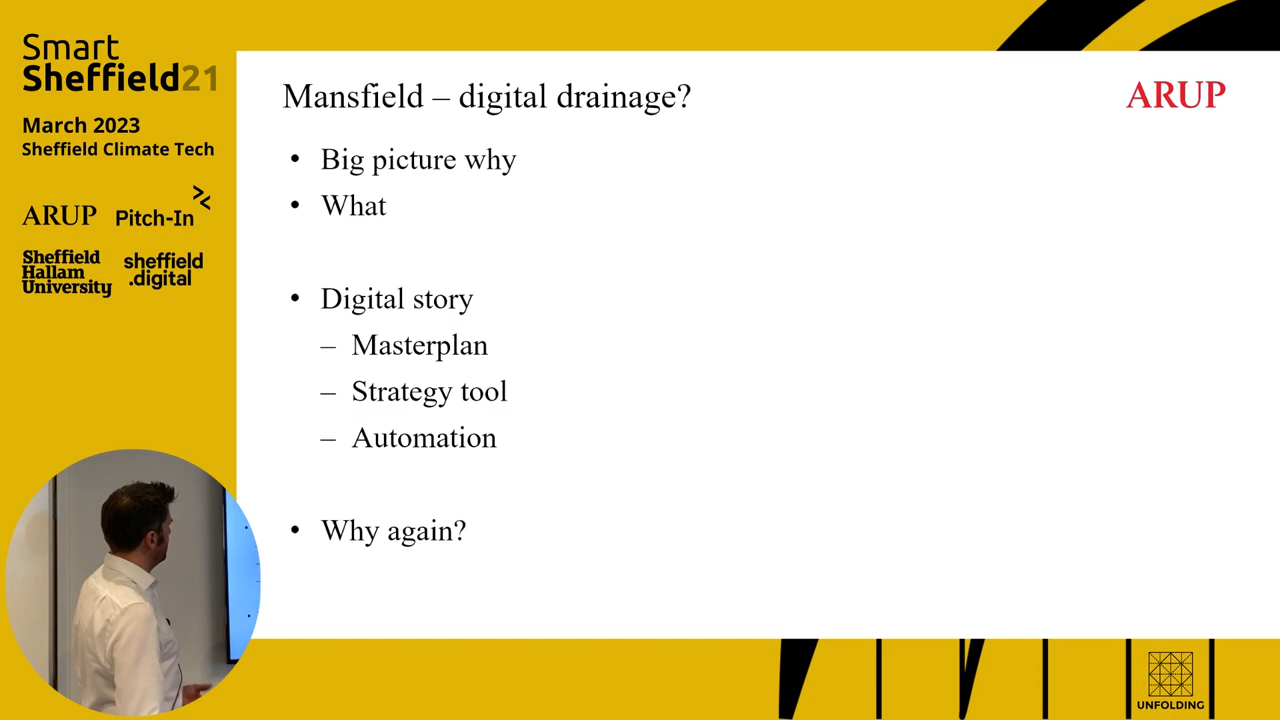 Smart
Sheffield21
March 2023
Sheffield Climate Tech
ARUP
Pitch-In
Sheffield
Hallam
University
sheffield
.digital
Mansfield – digital drainage?
ARUP
• Big picture why
• What
• Digital story
– Masterplan
– Strategy tool
– Automation
• Why again?
UNFOLDING